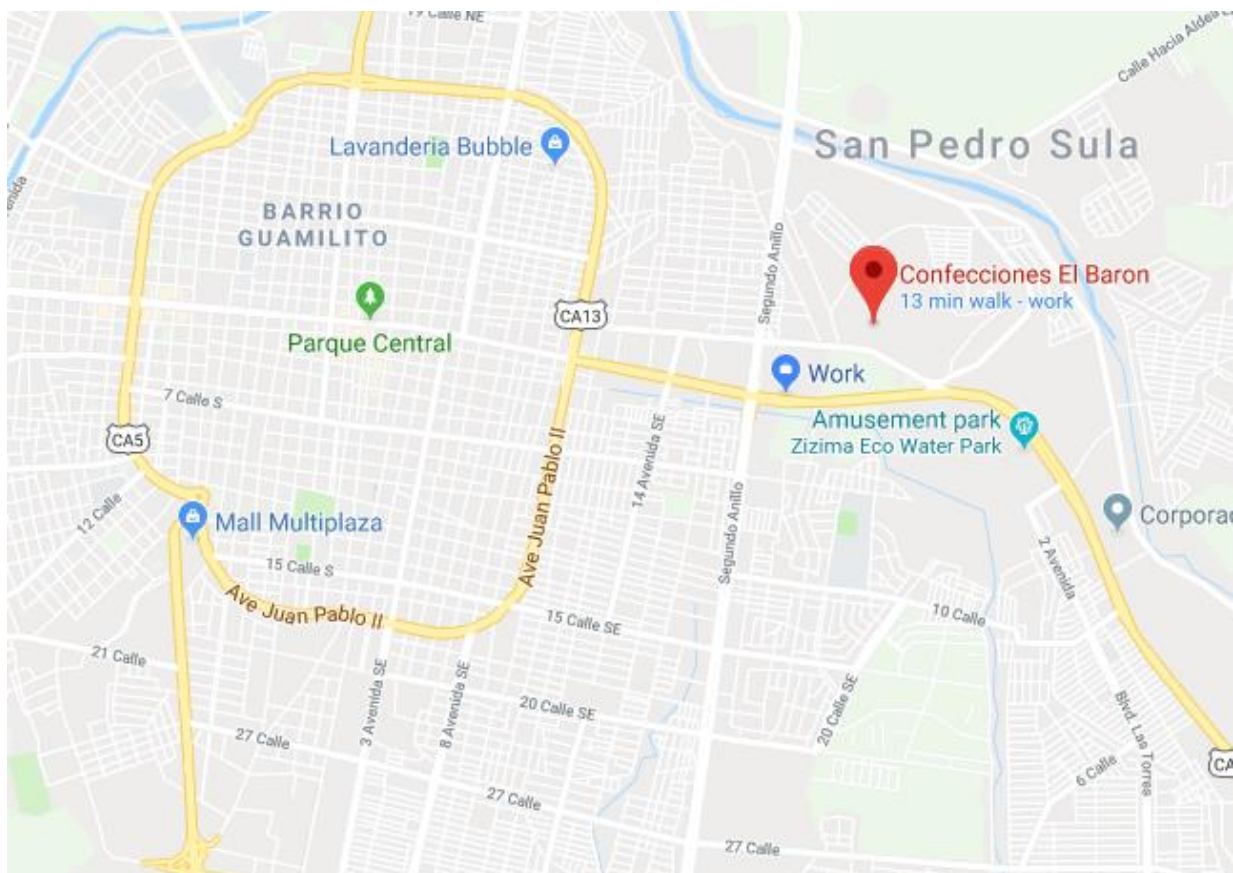 19 Calle NE
Calle Hacia Aldea
San Pedro Sula
Lavanderia Bubble
BARRIO
GUAMILITO
Segundo Anillo
Confecciones El Baron
13 min walk - work
CA13
Parque Central
Work
7 Calle S
Amusement park
Zizima Eco Water Park
CA5
14 Avenida SE
Ave Juan Pablo II
12 Calle
Mall Multiplaza
Corporac
Segundo Anillo
2 Avenida
15 Calle S
Ave Juan Pablo II
15 Calle SE
10 Calle
21 Calle
3 Avenida SE
8 Avenida SE
20 Calle SE
20 Calle SE
27 Calle
Blvd. Las Torres
6 Calle
CA
27 Calle
27 Calle